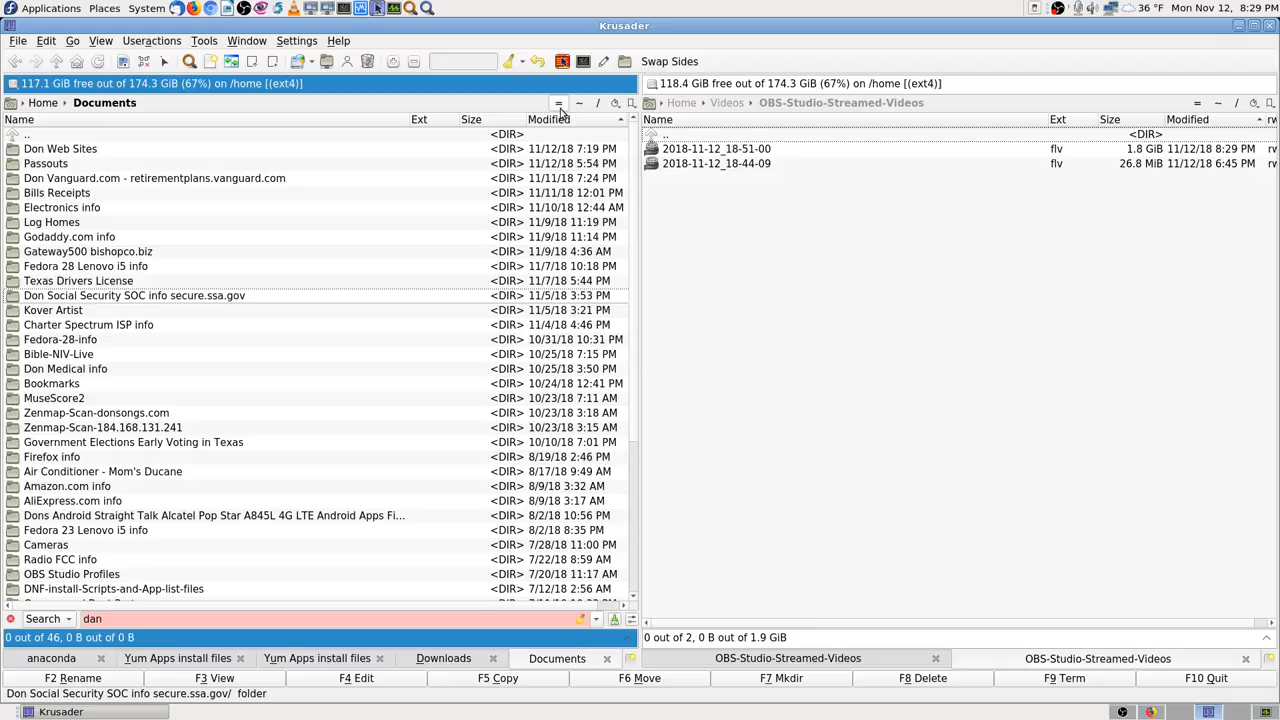 Applications Places System 36 °F Mon Nov 12, 8:29 PM
Krusader
File Edit Go View Useractions Tools Window Settings Help
Swap Sides
117.1 GiB free out of 174.3 GiB (67%) on /home [(ext4)] 118.4 GiB free out of 174.3 GiB (67%) on /home [(ext4)]
Home Documents = ~ / Home Videos OBS-Studio-Streamed-Videos = ~ /
Name Ext Size Modified Name Ext Size Modified rw
.. <DIR> .. <DIR>
Don Web Sites <DIR> 11/12/18 7:19 PM 2018-11-12_18-51-00 flv 1.8 GiB 11/12/18 8:29 PM rw
Passouts <DIR> 11/12/18 5:54 PM 2018-11-12_18-44-09 flv 26.8 MiB 11/12/18 6:45 PM rw
Don Vanguard.com - retirementplans.vanguard.com <DIR> 11/11/18 7:24 PM
Bills Receipts <DIR> 11/11/18 12:01 PM
Electronics info <DIR> 11/10/18 12:44 AM
Log Homes <DIR> 11/9/18 11:19 PM
Godaddy.com info <DIR> 11/9/18 11:14 PM
Gateway500 bishopco.biz <DIR> 11/9/18 4:36 AM
Fedora 28 Lenovo i5 info <DIR> 11/7/18 10:18 PM
Texas Drivers License <DIR> 11/7/18 5:44 PM
Don Social Security SOC info secure.ssa.gov <DIR> 11/5/18 3:53 PM
Kover Artist <DIR> 11/5/18 3:21 PM
Charter Spectrum ISP info <DIR> 11/4/18 4:46 PM
Fedora-28-info <DIR> 10/31/18 10:31 PM
Bible-NIV-Live <DIR> 10/25/18 7:15 PM
Don Medical info <DIR> 10/25/18 3:50 PM
Bookmarks <DIR> 10/24/18 12:41 PM
MuseScore2 <DIR> 10/23/18 7:11 AM
Zenmap-Scan-donsongs.com <DIR> 10/23/18 3:18 AM
Zenmap-Scan-184.168.131.241 <DIR> 10/23/18 3:15 AM
Government Elections Early Voting in Texas <DIR> 10/10/18 7:01 PM
Firefox info <DIR> 8/19/18 2:46 PM
Air Conditioner - Mom's Ducane <DIR> 8/17/18 9:49 AM
Amazon.com info <DIR> 8/9/18 3:32 AM
AliExpress.com info <DIR> 8/9/18 3:17 AM
Dons Android Straight Talk Alcatel Pop Star A845L 4G LTE Android Apps Fi... <DIR> 8/2/18 10:56 PM
Fedora 23 Lenovo i5 info <DIR> 8/2/18 8:35 PM
Cameras <DIR> 7/28/18 11:00 PM
Radio FCC info <DIR> 7/22/18 8:59 AM
OBS Studio Profiles <DIR> 7/20/18 11:17 AM
DNF-install-Scripts-and-App-list-files <DIR> 7/12/18 2:56 AM
Search dan
0 out of 46, 0 B out of 0 B 0 out of 2, 0 B out of 1.9 GiB
anaconda Yum Apps install files Yum Apps install files Downloads Documents OBS-Studio-Streamed-Videos OBS-Studio-Streamed-Videos
F2 Rename F3 View F4 Edit F5 Copy F6 Move F7 Mkdir F8 Delete F9 Term F10 Quit
Don Social Security SOC info secure.ssa.gov/ folder
Krusader